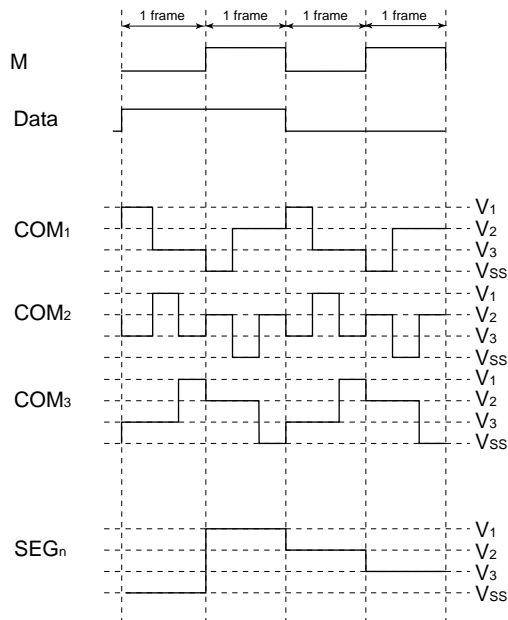 1 frame 1 frame 1 frame 1 frame
M
Data
COM1
V1
V2
V3
VSS
COM2
V1
V2
V3
VSS
COM3
V1
V2
V3
VSS
SEGn
V1
V2
V3
VSS